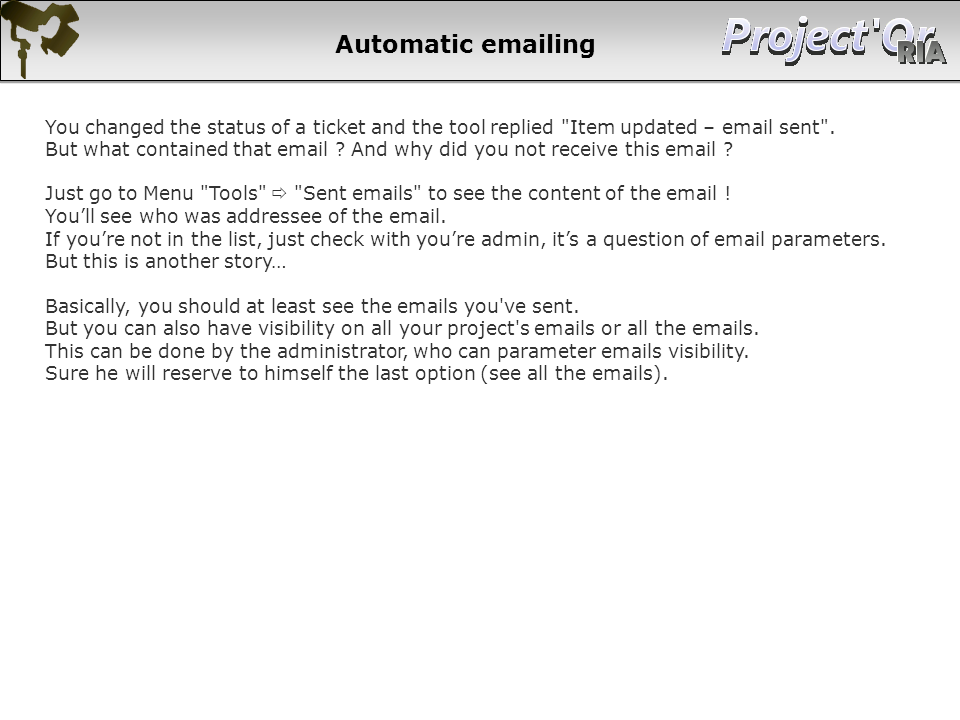 Automatic emailing
Project'Or
RIA
You changed the status of a ticket and the tool replied "Item updated – email sent".
But what contained that email ? And why did you not receive this email ?
Just go to Menu "Tools" ⇨ "Sent emails" to see the content of the email !
You’ll see who was addressee of the email.
If you’re not in the list, just check with you’re admin, it’s a question of email parameters.
But this is another story…
Basically, you should at least see the emails you've sent.
But you can also have visibility on all your project's emails or all the emails.
This can be done by the administrator, who can parameter emails visibility.
Sure he will reserve to himself the last option (see all the emails).